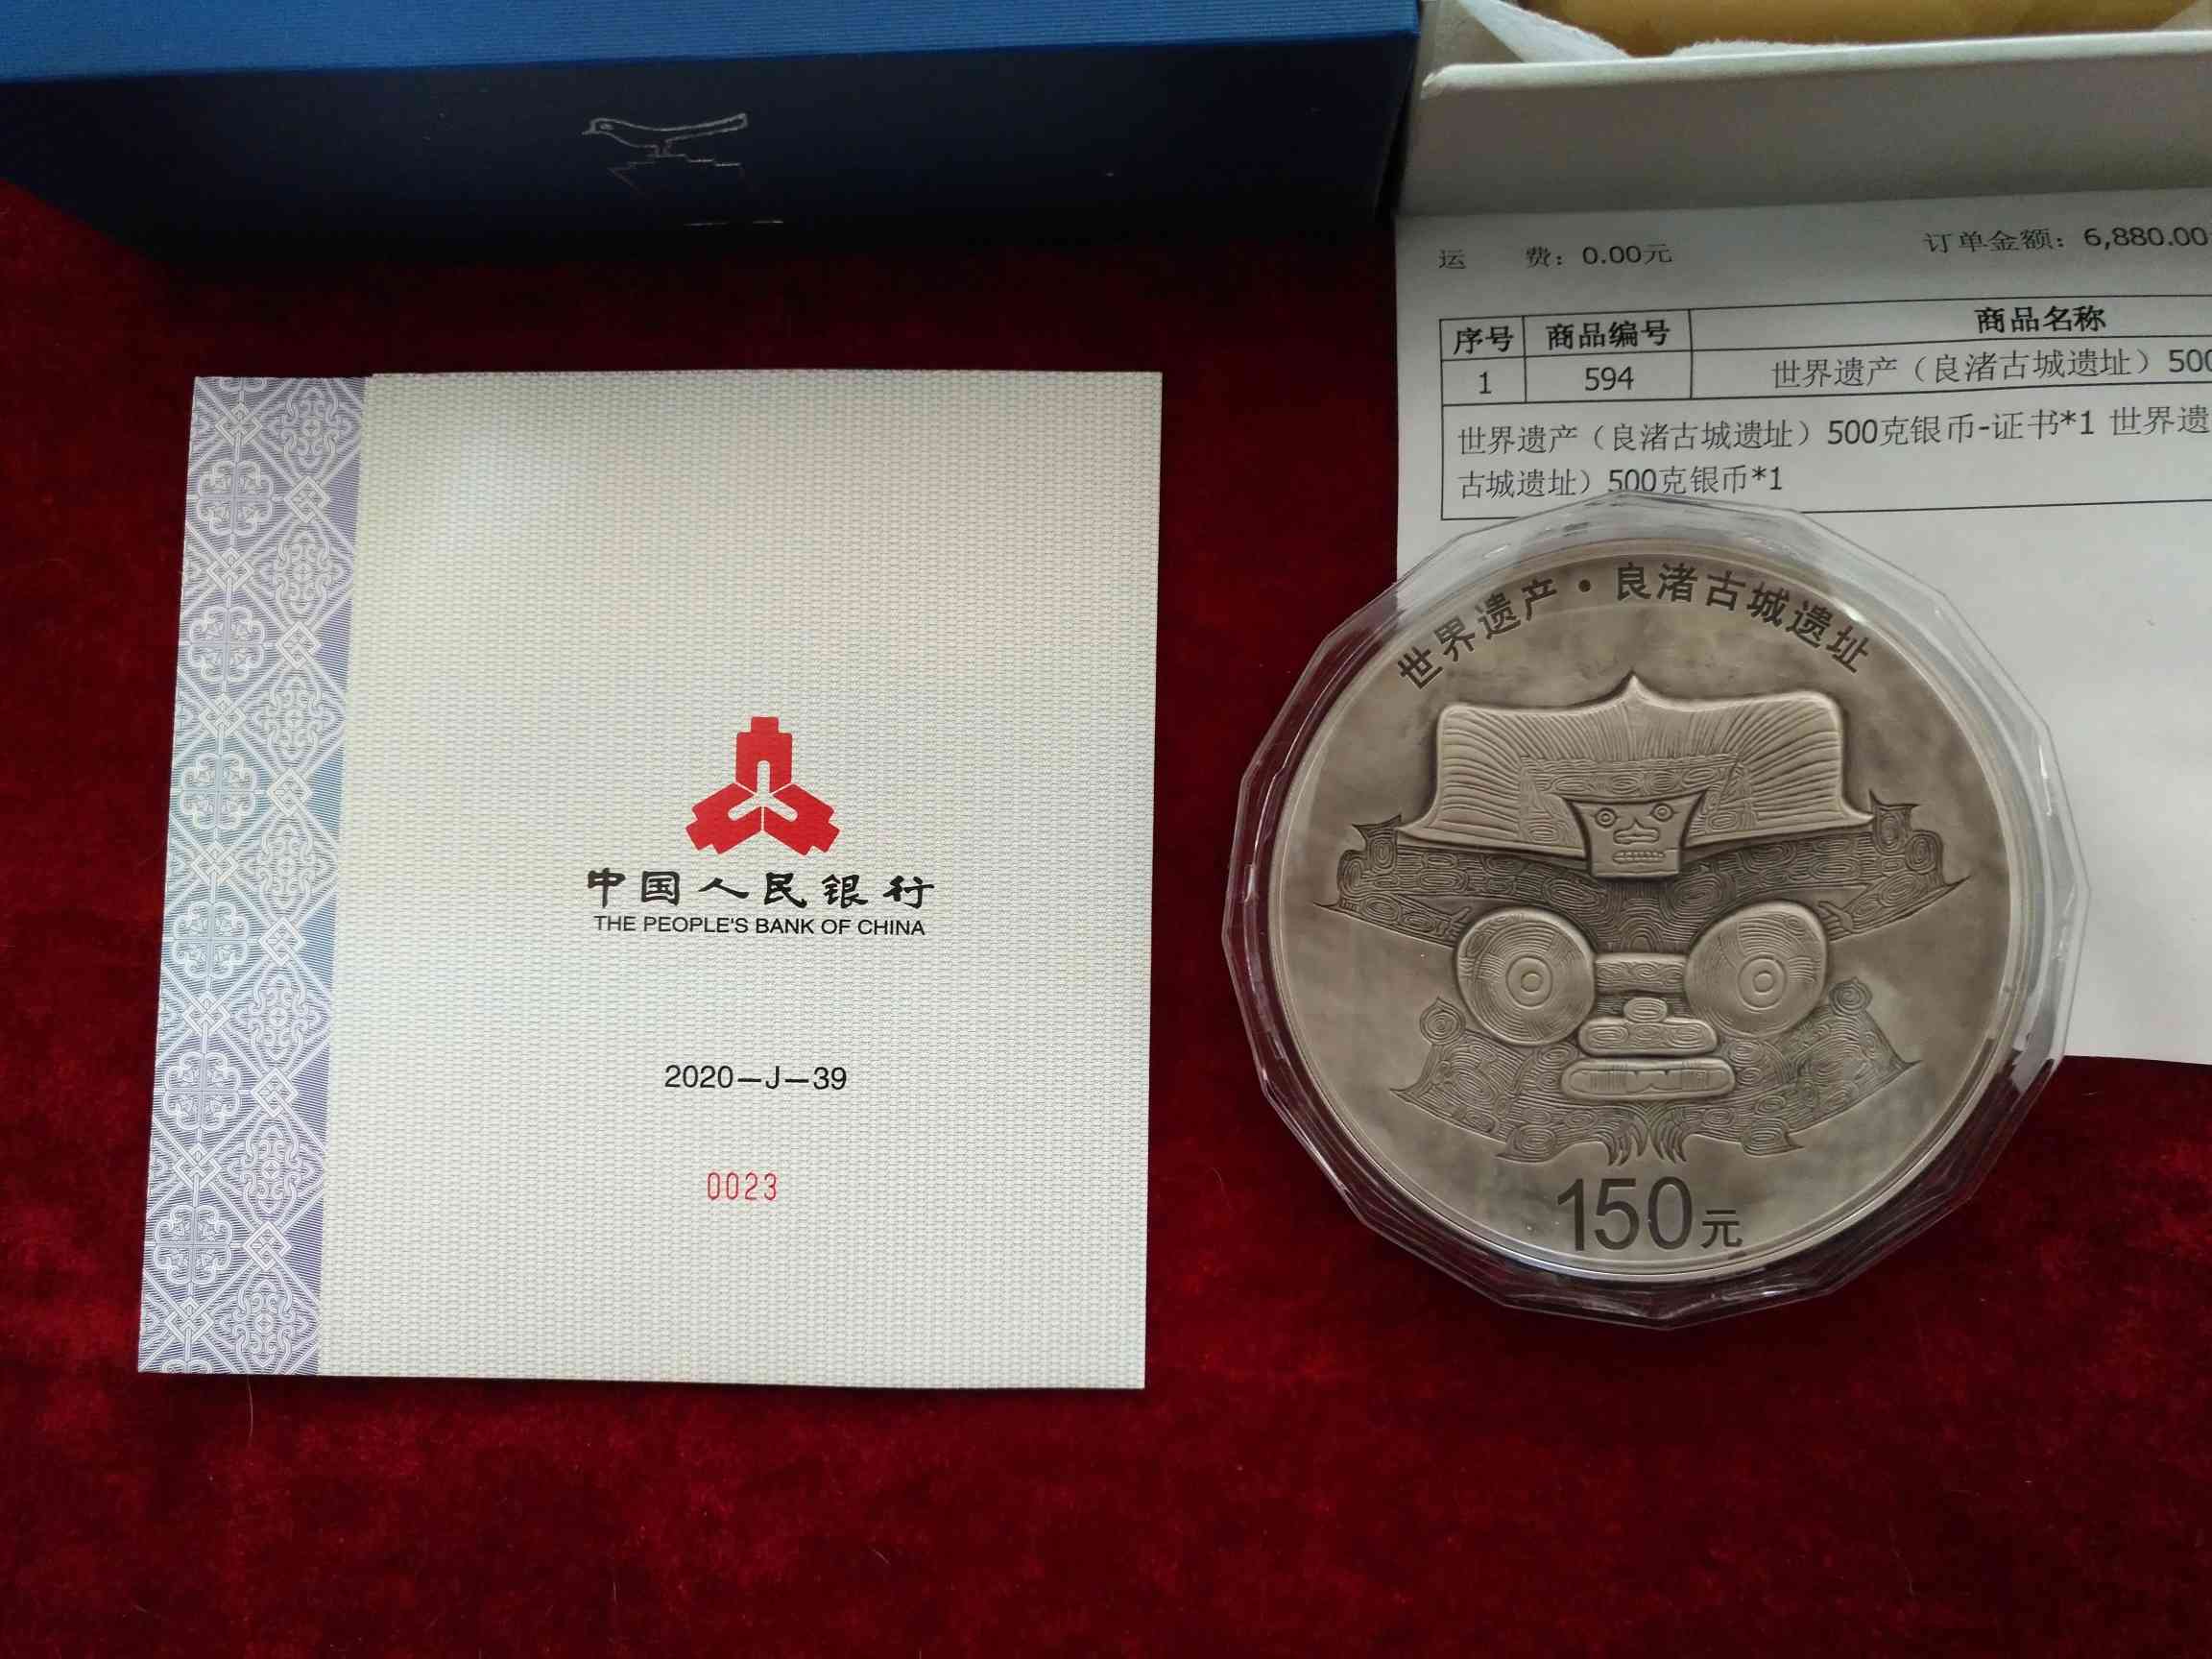 运 费：0.00元 订单金额：6,880.00
序号 商品编号 商品名称
1 594 世界遗产（良渚古城遗址）500
世界遗产（良渚古城遗址）500克银币-证书*1 世界遗
古城遗址）500克银币*1
中国人民银行
THE PEOPLE'S BANK OF CHINA
2020—J—39
0023
世界遗产·良渚古城遗址
150元